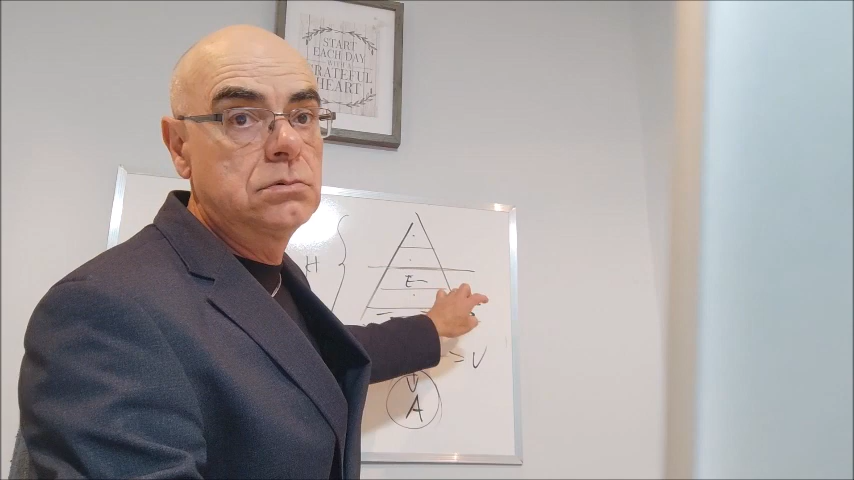 START
EACH DAY
WITH A
GRATEFUL
HEART
H
E
> V
A